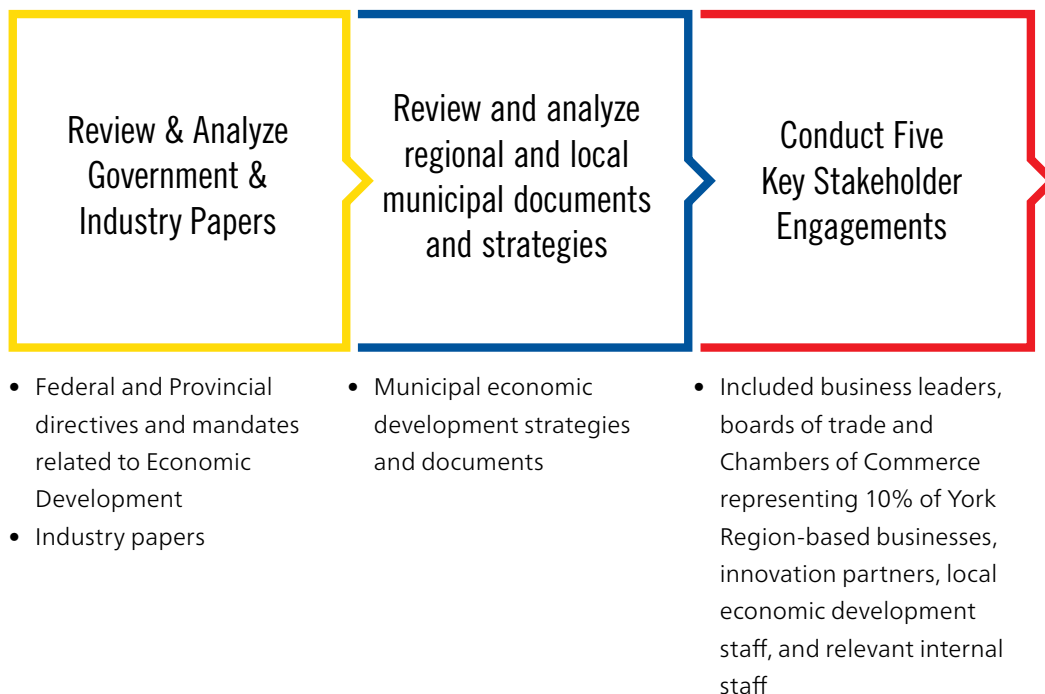 Review & Analyze
Government &
Industry Papers
Review and analyze
regional and local
municipal documents
and strategies
Conduct Five
Key Stakeholder
Engagements
• Federal and Provincial
directives and mandates
related to Economic
Development
• Industry papers
• Municipal economic
development strategies
and documents
• Included business leaders,
boards of trade and
Chambers of Commerce
representing 10% of York
Region-based businesses,
innovation partners, local
economic development
staff, and relevant internal
staff